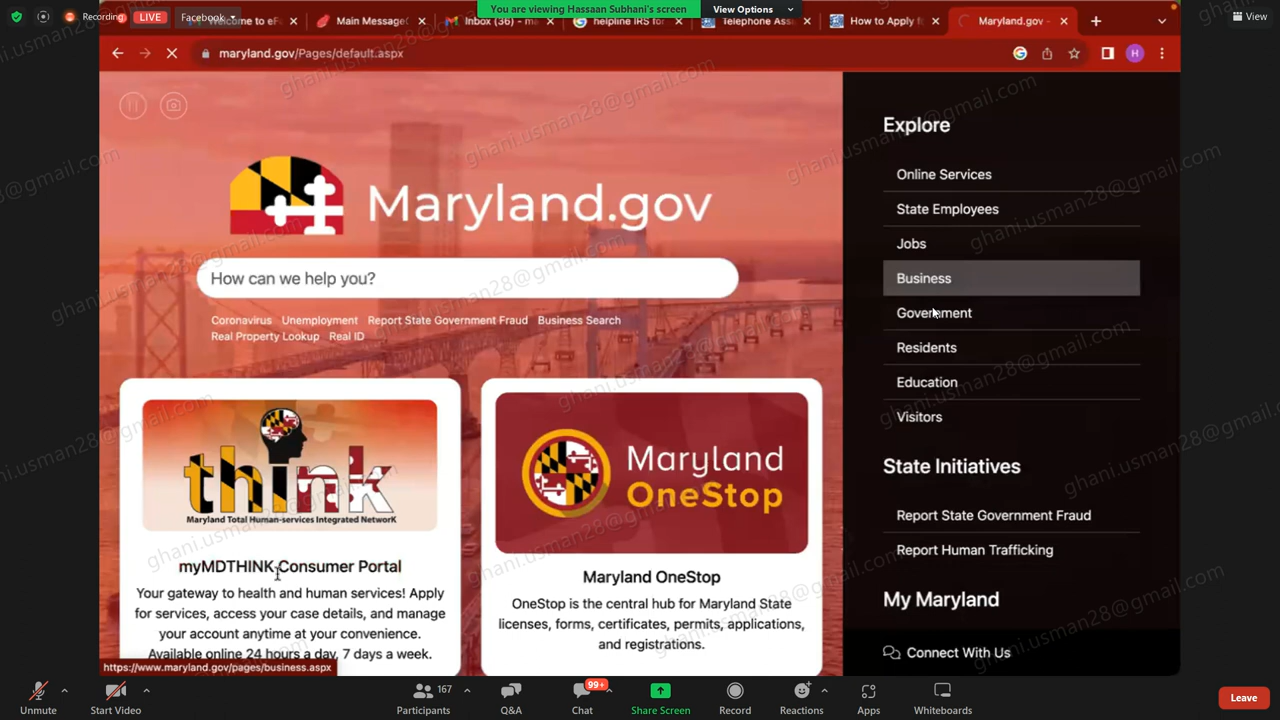 Recording
LIVE
Facebook
You are viewing Hassaan Subhani's screen
View Options
View
Welcome to eF
Main Message
Inbox (36) - m
helpline IRS for
Telephone Ass
How to Apply f
Maryland.gov -
maryland.gov/Pages/default.aspx
H
Maryland.gov
How can we help you?
Coronavirus Unemployment Report State Government Fraud Business Search
Real Property Lookup Real ID
think
Maryland Total Human-services Integrated NetworK
myMDTHINK Consumer Portal
Your gateway to health and human services! Apply
for services, access your case details, and manage
your account anytime at your convenience.
Available online 24 hours a day, 7 days a week.
Maryland
OneStop
Maryland OneStop
OneStop is the central hub for Maryland State
licenses, forms, certificates, permits, applications,
and registrations.
Explore
Online Services
State Employees
Jobs
Business
Government
Residents
Education
Visitors
State Initiatives
Report State Government Fraud
Report Human Trafficking
My Maryland
Connect With Us
https://www.maryland.gov/pages/business.aspx
ghani.usman28@gmail.com
Unmute
Start Video
167
Participants
Q&A
99+
Chat
Share Screen
Record
Reactions
Apps
Whiteboards
Leave